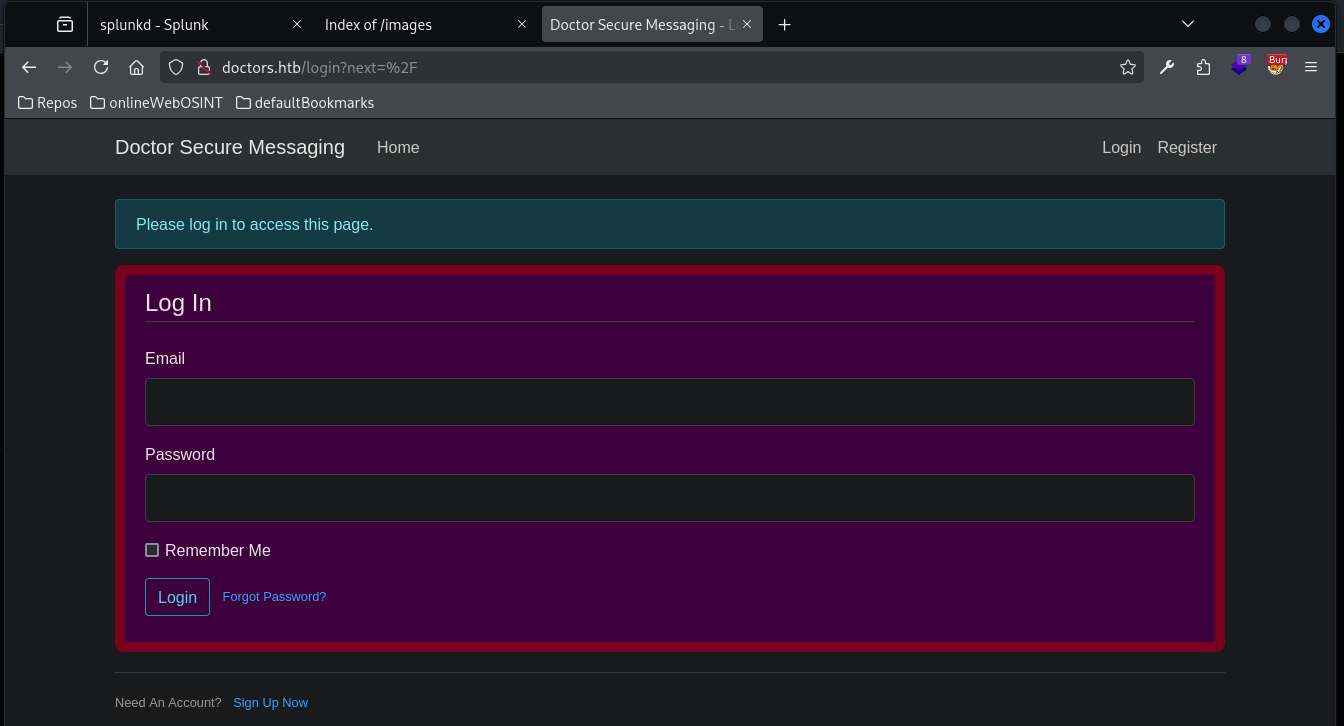 splunkd - Splunk Index of /images Doctor Secure Messaging - L
doctors.htb/login?next=%2F 8 Burp
Repos onlineWebOSINT defaultBookmarks
Doctor Secure Messaging Home Login Register
Please log in to access this page.
Log In
Email
Password
Remember Me
Login Forgot Password?
Need An Account? Sign Up Now